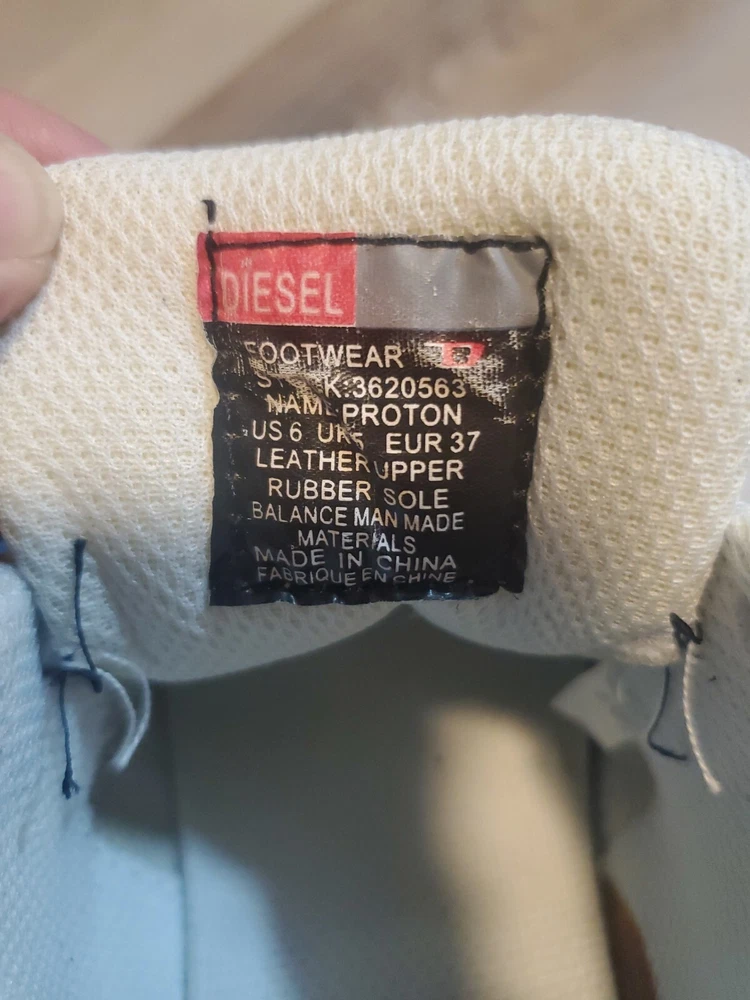 DIESEL
FOOTWEAR
K:3620563
NAME PROTON
US 6 UK5 EUR 37
LEATHER UPPER
RUBBER SOLE
BALANCE MAN MADE
MATERIALS
MADE IN CHINA
FABRIQUE EN CHINE